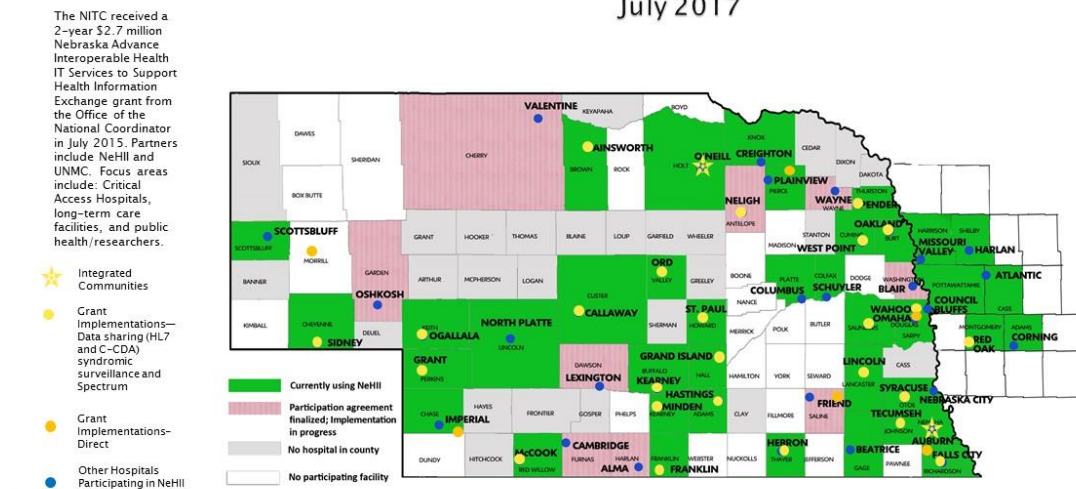 July 2017
The NITC received a
2-year $2.7 million
Nebraska Advance
Interoperable Health
IT Services to Support
Health Information
Exchange grant from
the Office of the
National Coordinator
in July 2015. Partners
include NeHII and
UNMC. Focus areas
include: Critical
Access Hospitals,
long-term care
facilities, and public
health/researchers.
Integrated
Communities
Grant
Implementations—
Data sharing (HL7
and C-CDA)
syndromic
surveillance and
Spectrum
Grant
Implementations-
Direct
Other Hospitals
Participating in NeHII
Currently using NeHII
Participation agreement
finalized; Implementation
in progress
No hospital in county
No participating facility
VALENTINE
KEYAPAHA
BOYD
DAWES
SIOUX
SHERIDAN
CHERRY
BOX BUTTE
AINSWORTH
BROWN
ROCK
HOLT
O'NEILL
KNOX
CREIGHTON
CEDAR
DIXON
DAKOTA
PLAINVIEW
PIERCE
WAYNE
WAYNE
THURSTON
PENDER
NELIGH
ANTELOPE
SCOTTSBLUFF
SCOTTSBLUFF
MORRILL
GARDEN
OSHKOSH
GRANT
HOOKER
THOMAS
BLAINE
LOUP
GARFIELD
WHEELER
MADISON
STANTON
CUMING
WEST POINT
OAKLAND
BURT
HARRISON
SHELBY
MISSOURI
VALLEY
HARLAN
BANNER
ARTHUR
MCPHERSON
LOGAN
ORD
VALLEY
GREELEY
BOONE
PLATTE
COLFAX
DODGE
WASHINGTON
COLUMBUS
SCHUYLER
BLAIR
POTTAWATTAMIE
ATLANTIC
KIMBALL
CHEYENNE
SIDNEY
DEUEL
KEITH
OGALLALA
NORTH PLATTE
LINCOLN
CUSTER
CALLAWAY
SHERMAN
ST. PAUL
HOWARD
NANCE
MERRICK
POLK
BUTLER
SAUNDERS
WAHOO
OMAHA
DOUGLAS
SARPY
COUNCIL
BLUFFS
CASS
MONTGOMERY
ADAMS
RED
OAK
CORNING
GRANT
PERKINS
DAWSON
LEXINGTON
BUFFALO
KEARNEY
GRAND ISLAND
HALL
HAMILTON
YORK
SEWARD
LINCOLN
LANCASTER
CASS
SYRACUSE
OTOE
NEBRASKA CITY
CHASE
IMPERIAL
HAYES
FRONTIER
GOSPER
PHELPS
KEARNEY
MINDEN
HASTINGS
ADAMS
CLAY
FILLMORE
SALINE
FRIEND
TECUMSEH
JOHNSON
NEMAHA
AUBURN
DUNDY
HITCHCOCK
McCOOK
RED WILLOW
CAMBRIDGE
FURNAS
HARLAN
ALMA
FRANKLIN
FRANKLIN
WEBSTER
NUCKOLLS
HEBRON
THAYER
JEFFERSON
BEATRICE
GAGE
PAWNEE
FALLS CITY
RICHARDSON